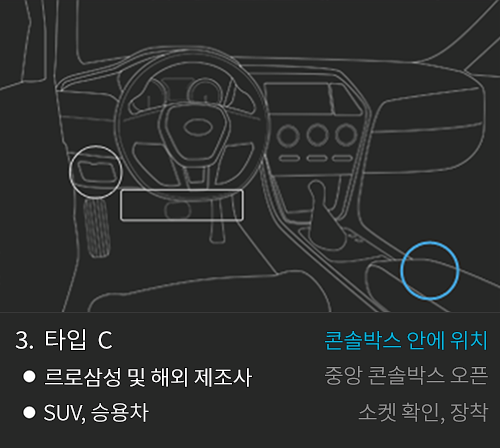 3. 타입 C
콘솔박스 안에 위치
● 르로삼성 및 해외 제조사
중앙 콘솔박스 오픈
● SUV, 승용차
소켓 확인, 장착